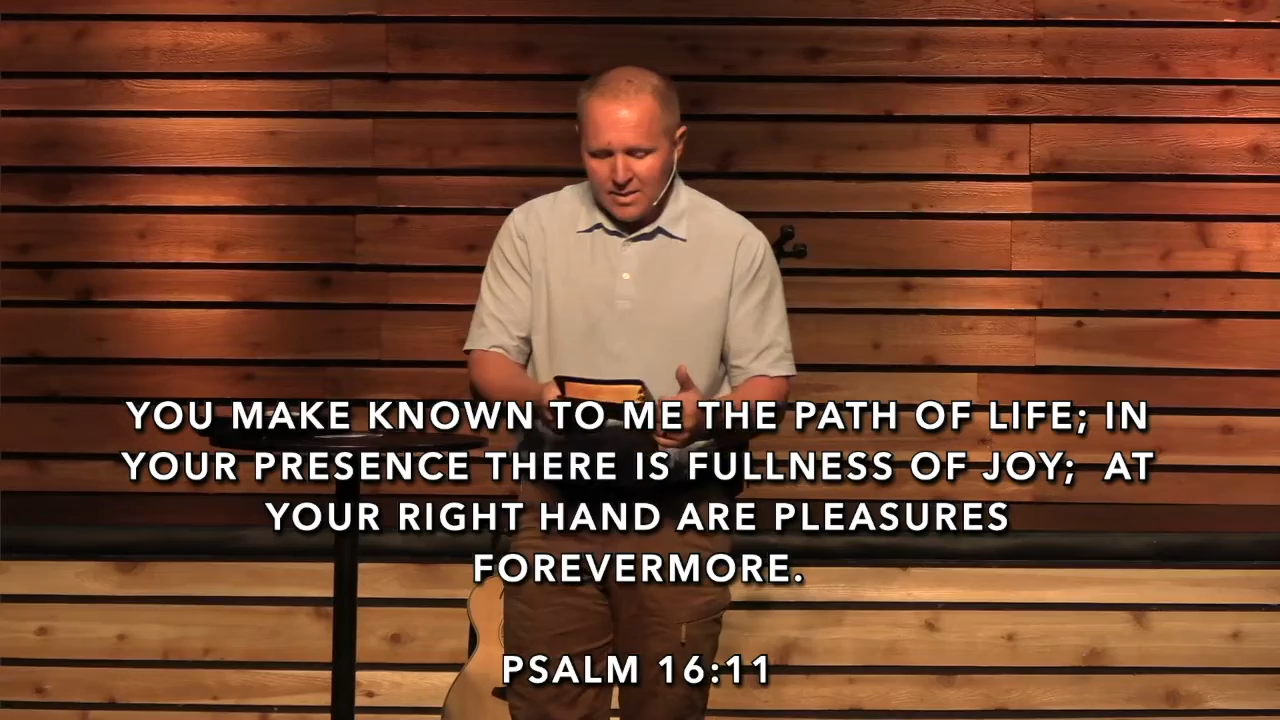 YOU MAKE KNOWN TO ME THE PATH OF LIFE; IN
YOUR PRESENCE THERE IS FULLNESS OF JOY; AT
YOUR RIGHT HAND ARE PLEASURES
FOREVERMORE.
PSALM 16:11